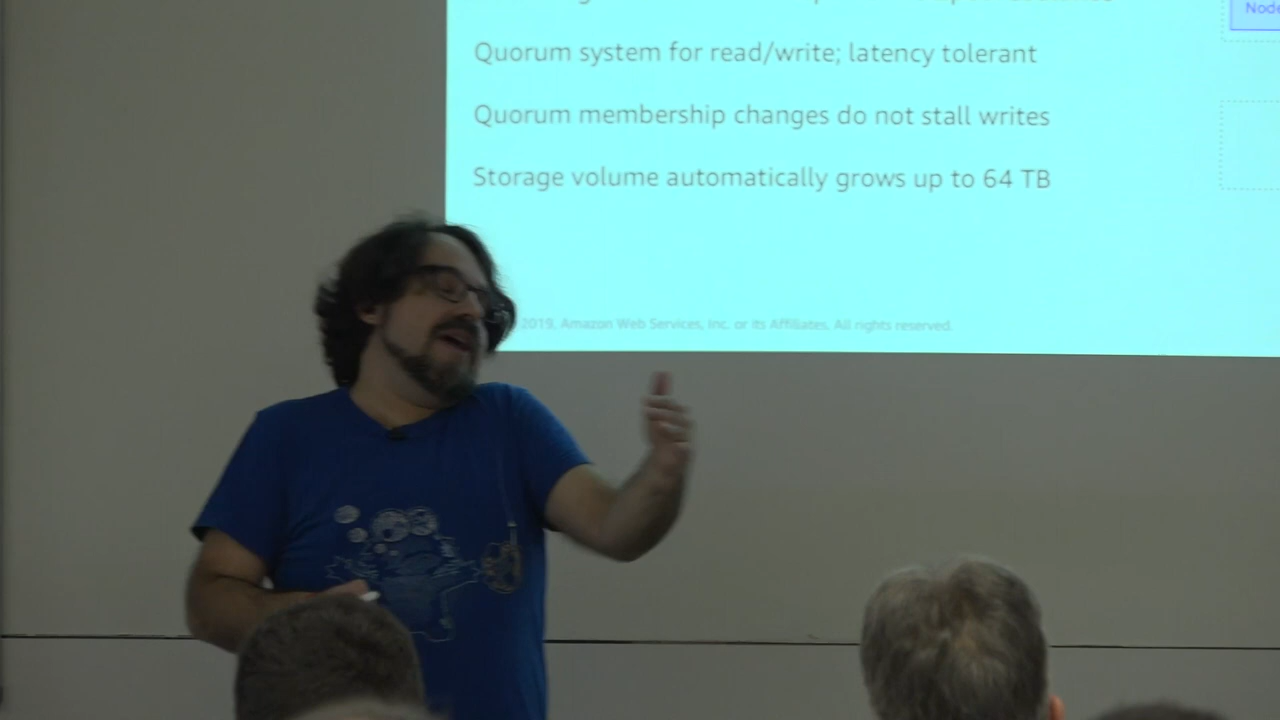 Node
Quorum system for read/write; latency tolerant
Quorum membership changes do not stall writes
Storage volume automatically grows up to 64 TB
2019, Amazon Web Services, Inc. or its Affiliates. All rights reserved.